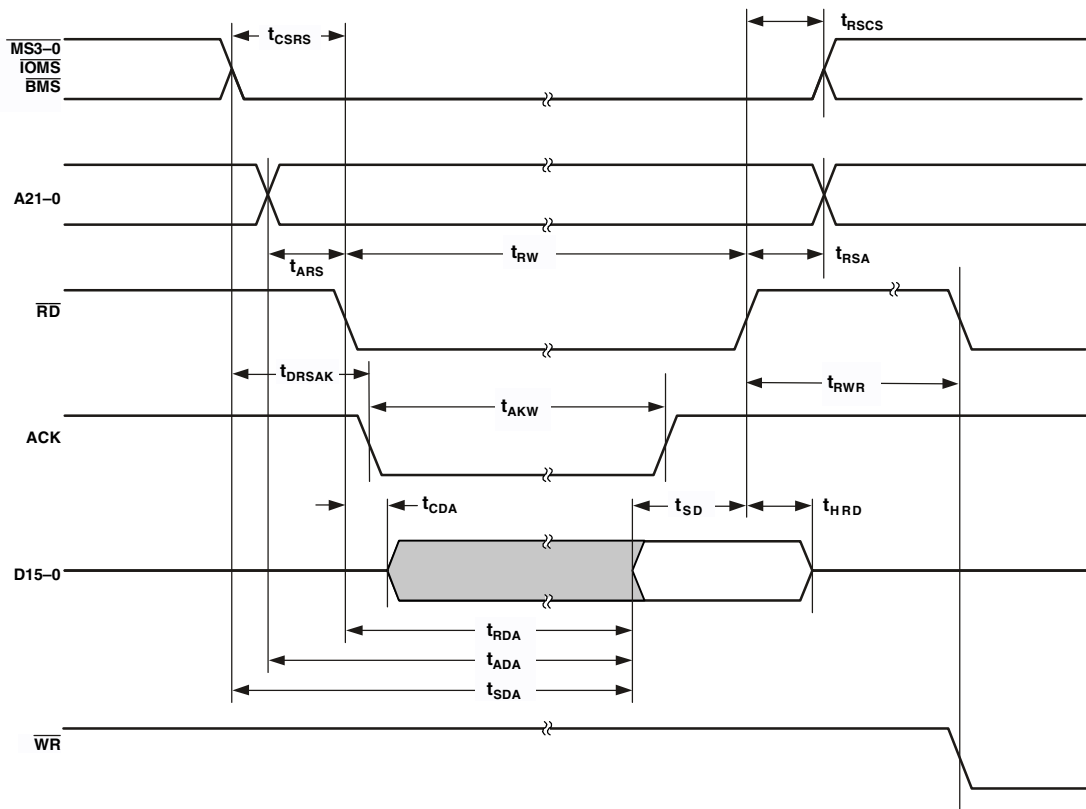 tCSRS
tRSCS
MS3–0
IOMS
BMS
A21–0
tARS
tRW
tRSA
RD
tDRSAK
tAKW
tRWR
ACK
tCDA
tSD
tHRD
D15–0
tRDA
tADA
tSDA
WR